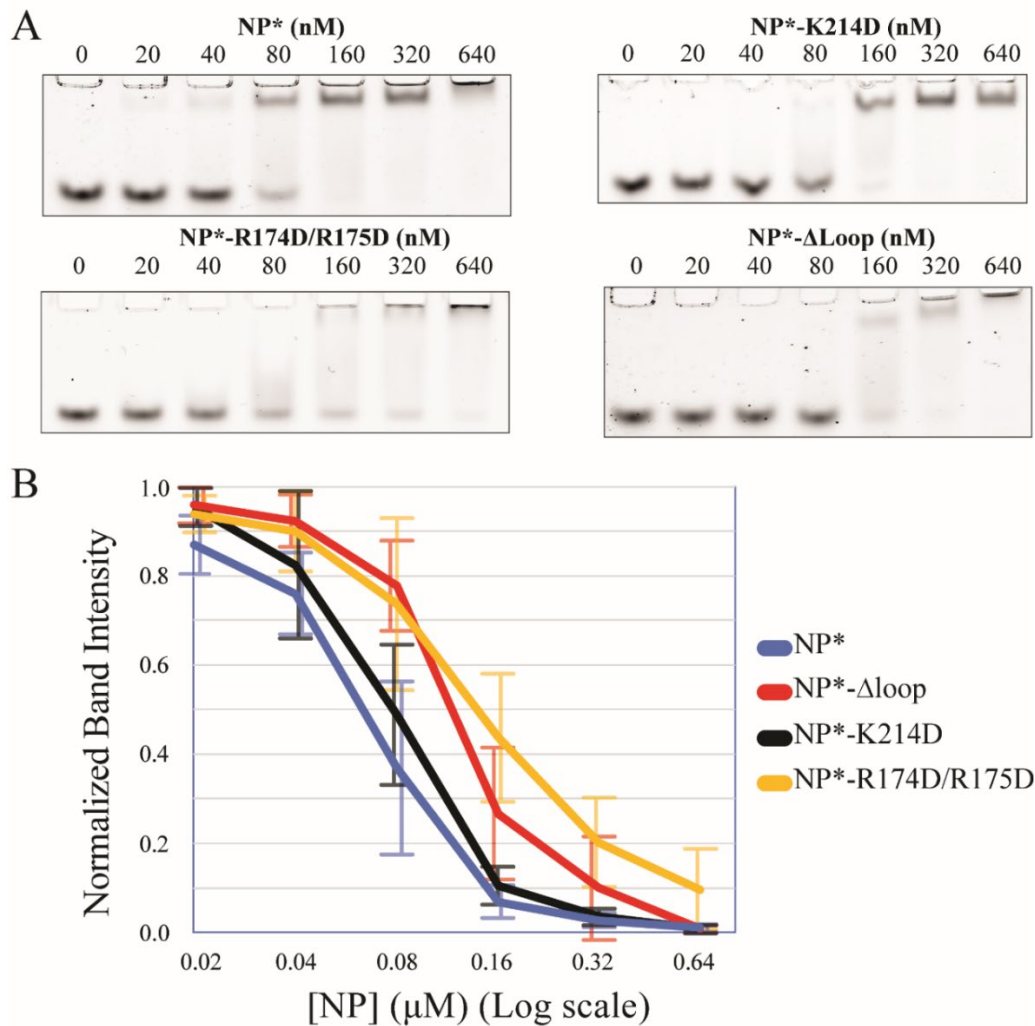 A
NP* (nM)
0 20 40 80 160 320 640
NP*-K214D (nM)
0 20 40 80 160 320 640
NP*-R174D/R175D (nM)
0 20 40 80 160 320 640
NP*-ΔLoop (nM)
0 20 40 80 160 320 640
B
Normalized Band Intensity
1.0
0.8
0.6
0.4
0.2
0.0
0.02 0.04 0.08 0.16 0.32 0.64
[NP] (μM) (Log scale)
NP*
NP*-Δloop
NP*-K214D
NP*-R174D/R175D